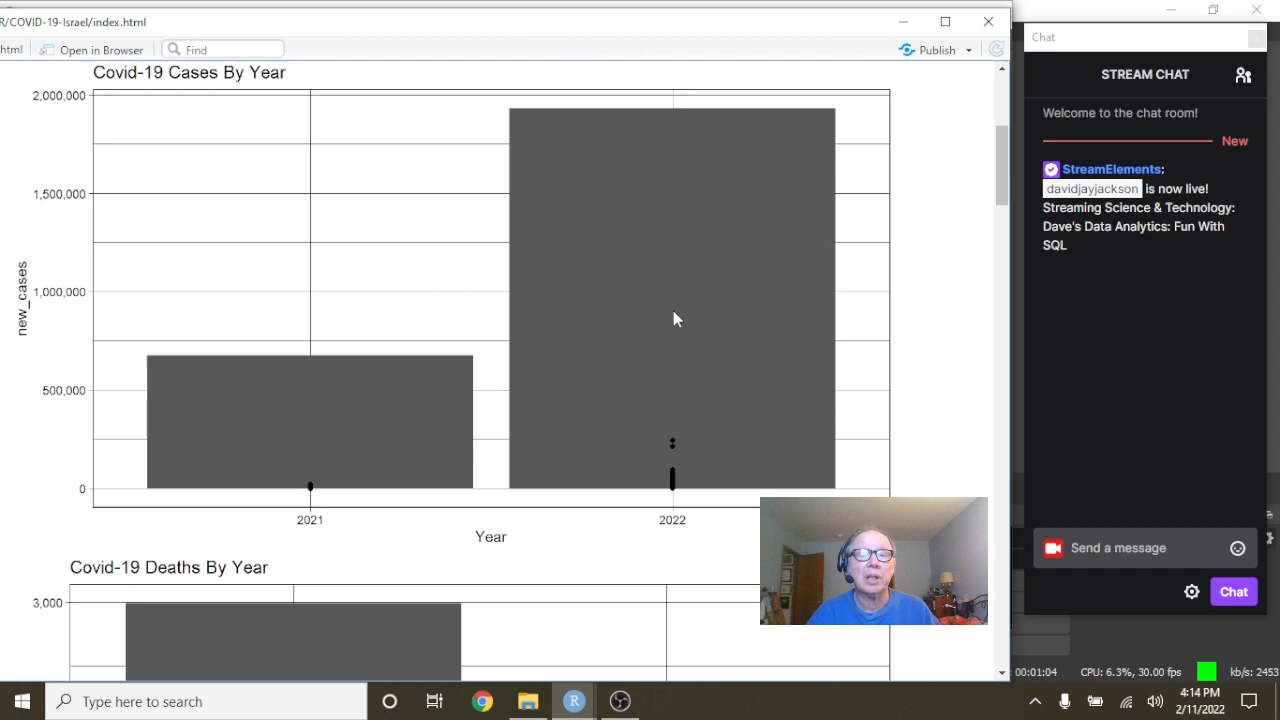 R/COVID-19-Israel/index.html
html
Open in Browser
Find
Publish
Covid-19 Cases By Year
2,000,000
1,500,000
1,000,000
500,000
0
new_cases
2021
2022
Year
Covid-19 Deaths By Year
3,000
Chat
STREAM CHAT
Welcome to the chat room!
New
StreamElements:
davidjayjackson is now live!
Streaming Science & Technology:
Dave's Data Analytics: Fun With
SQL
Send a message
Chat
00:01:04 CPU: 6.3%, 30.00 fps kb/s: 2453
Type here to search
R
4:14 PM
2/11/2022